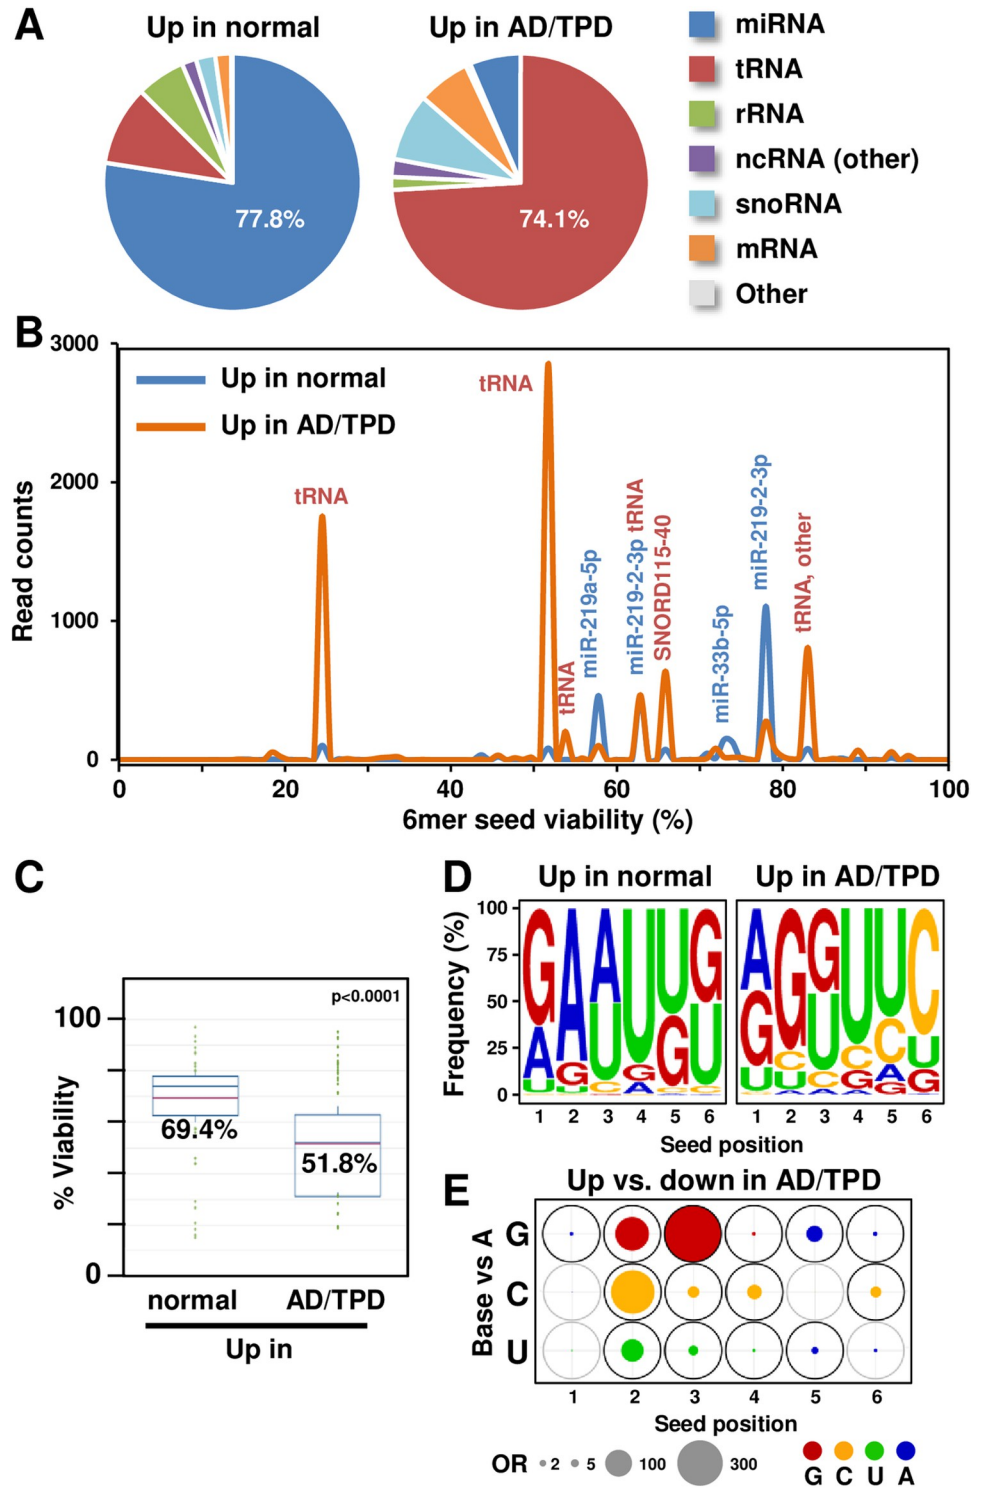 A
Up in normal
Up in AD/TPD
77.8%
74.1%
miRNA
tRNA
rRNA
ncRNA (other)
snoRNA
mRNA
Other
B
3000
2000
1000
0
Read counts
Up in normal
Up in AD/TPD
tRNA
tRNA
tRNA
miR-219a-5p
miR-219-2-3p tRNA
SNORD115-40
miR-33b-5p
miR-219-2-3p
tRNA, other
0 20 40 60 80 100
6mer seed viability (%)
C
p<0.0001
100
0
% Viability
69.4%
51.8%
normal AD/TPD
Up in
D
Up in normal
Up in AD/TPD
Frequency (%)
100
75
50
25
0
G A A U U G
A G U G G U
U U C A C C
A G G U U C
G C U C C U
U U C G A G
A A A G A
1 2 3 4 5 6
1 2 3 4 5 6
Seed position
E
Up vs. down in AD/TPD
Base vs A
G
C
U
1 2 3 4 5 6
Seed position
OR 2 5 100 300
G C U A